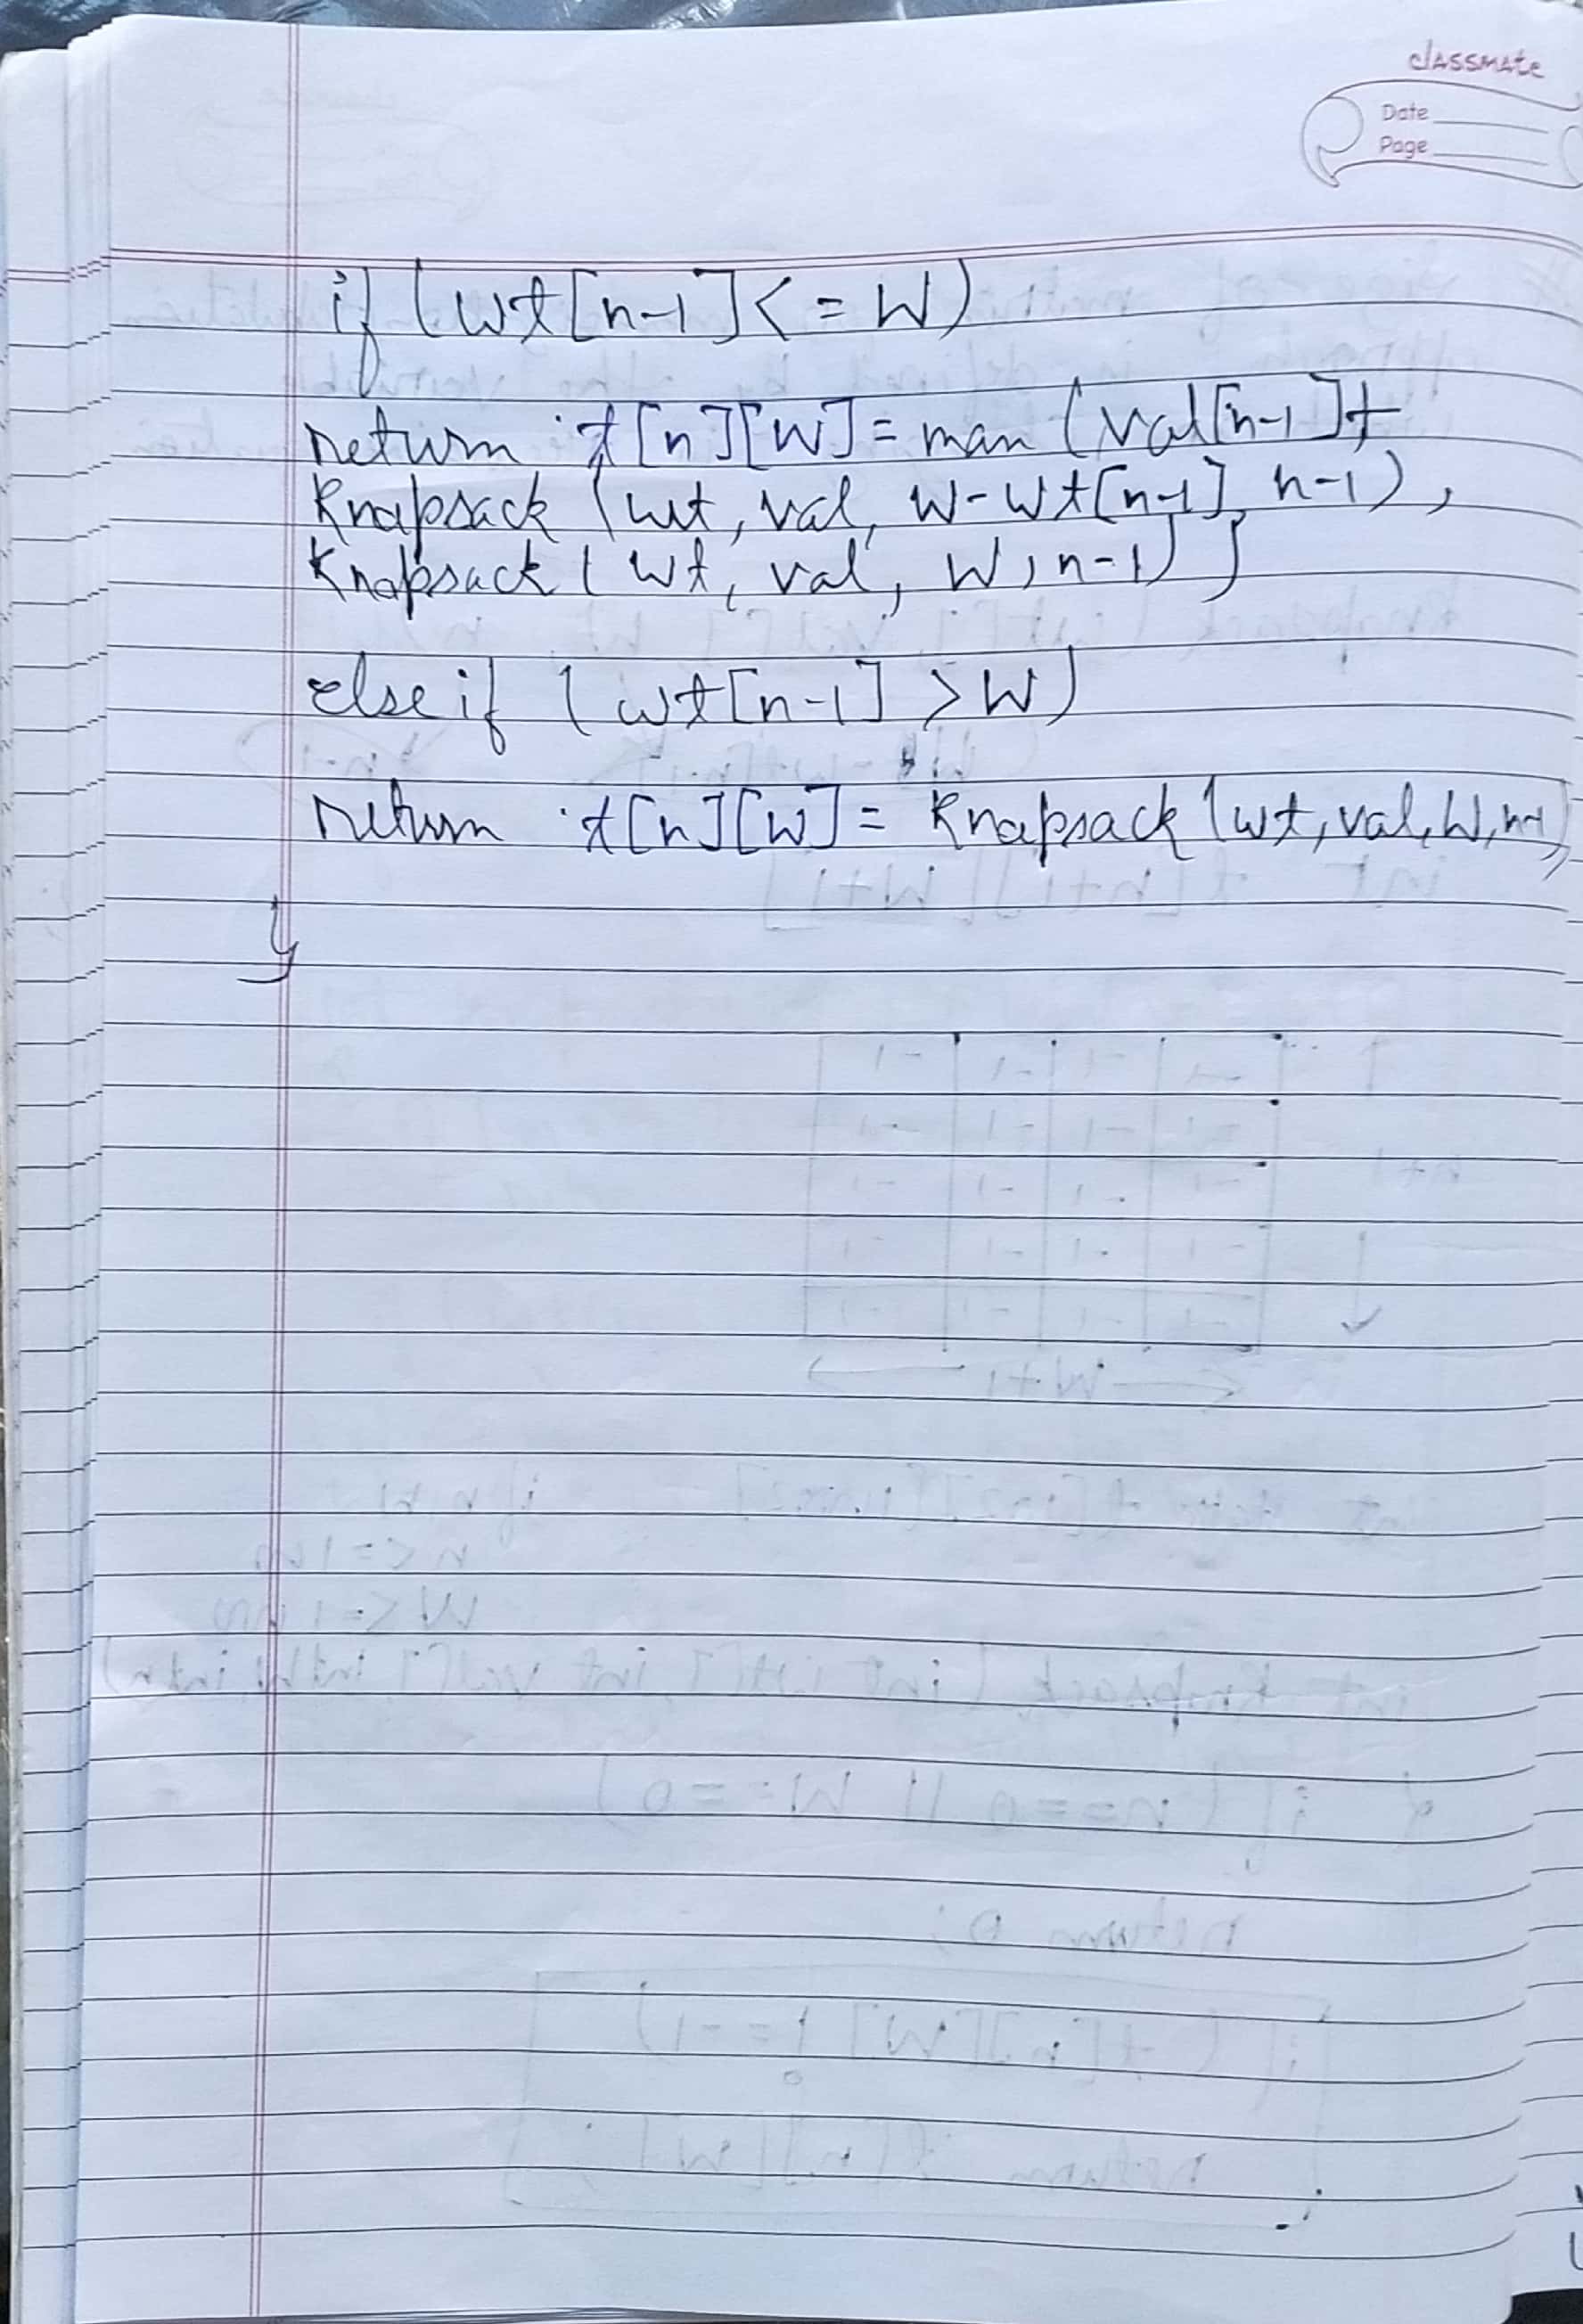 classmate
Date
Page
if (wt[n-1] <= W)
return t[n][W] = max (val[n-1] +
Knapsack (wt, val, W-wt[n-1], n-1),
Knapsack (wt, val, W, n-1));
else if (wt[n-1] > W)
return t[n][W] = Knapsack (wt, val, W, n-1);
}